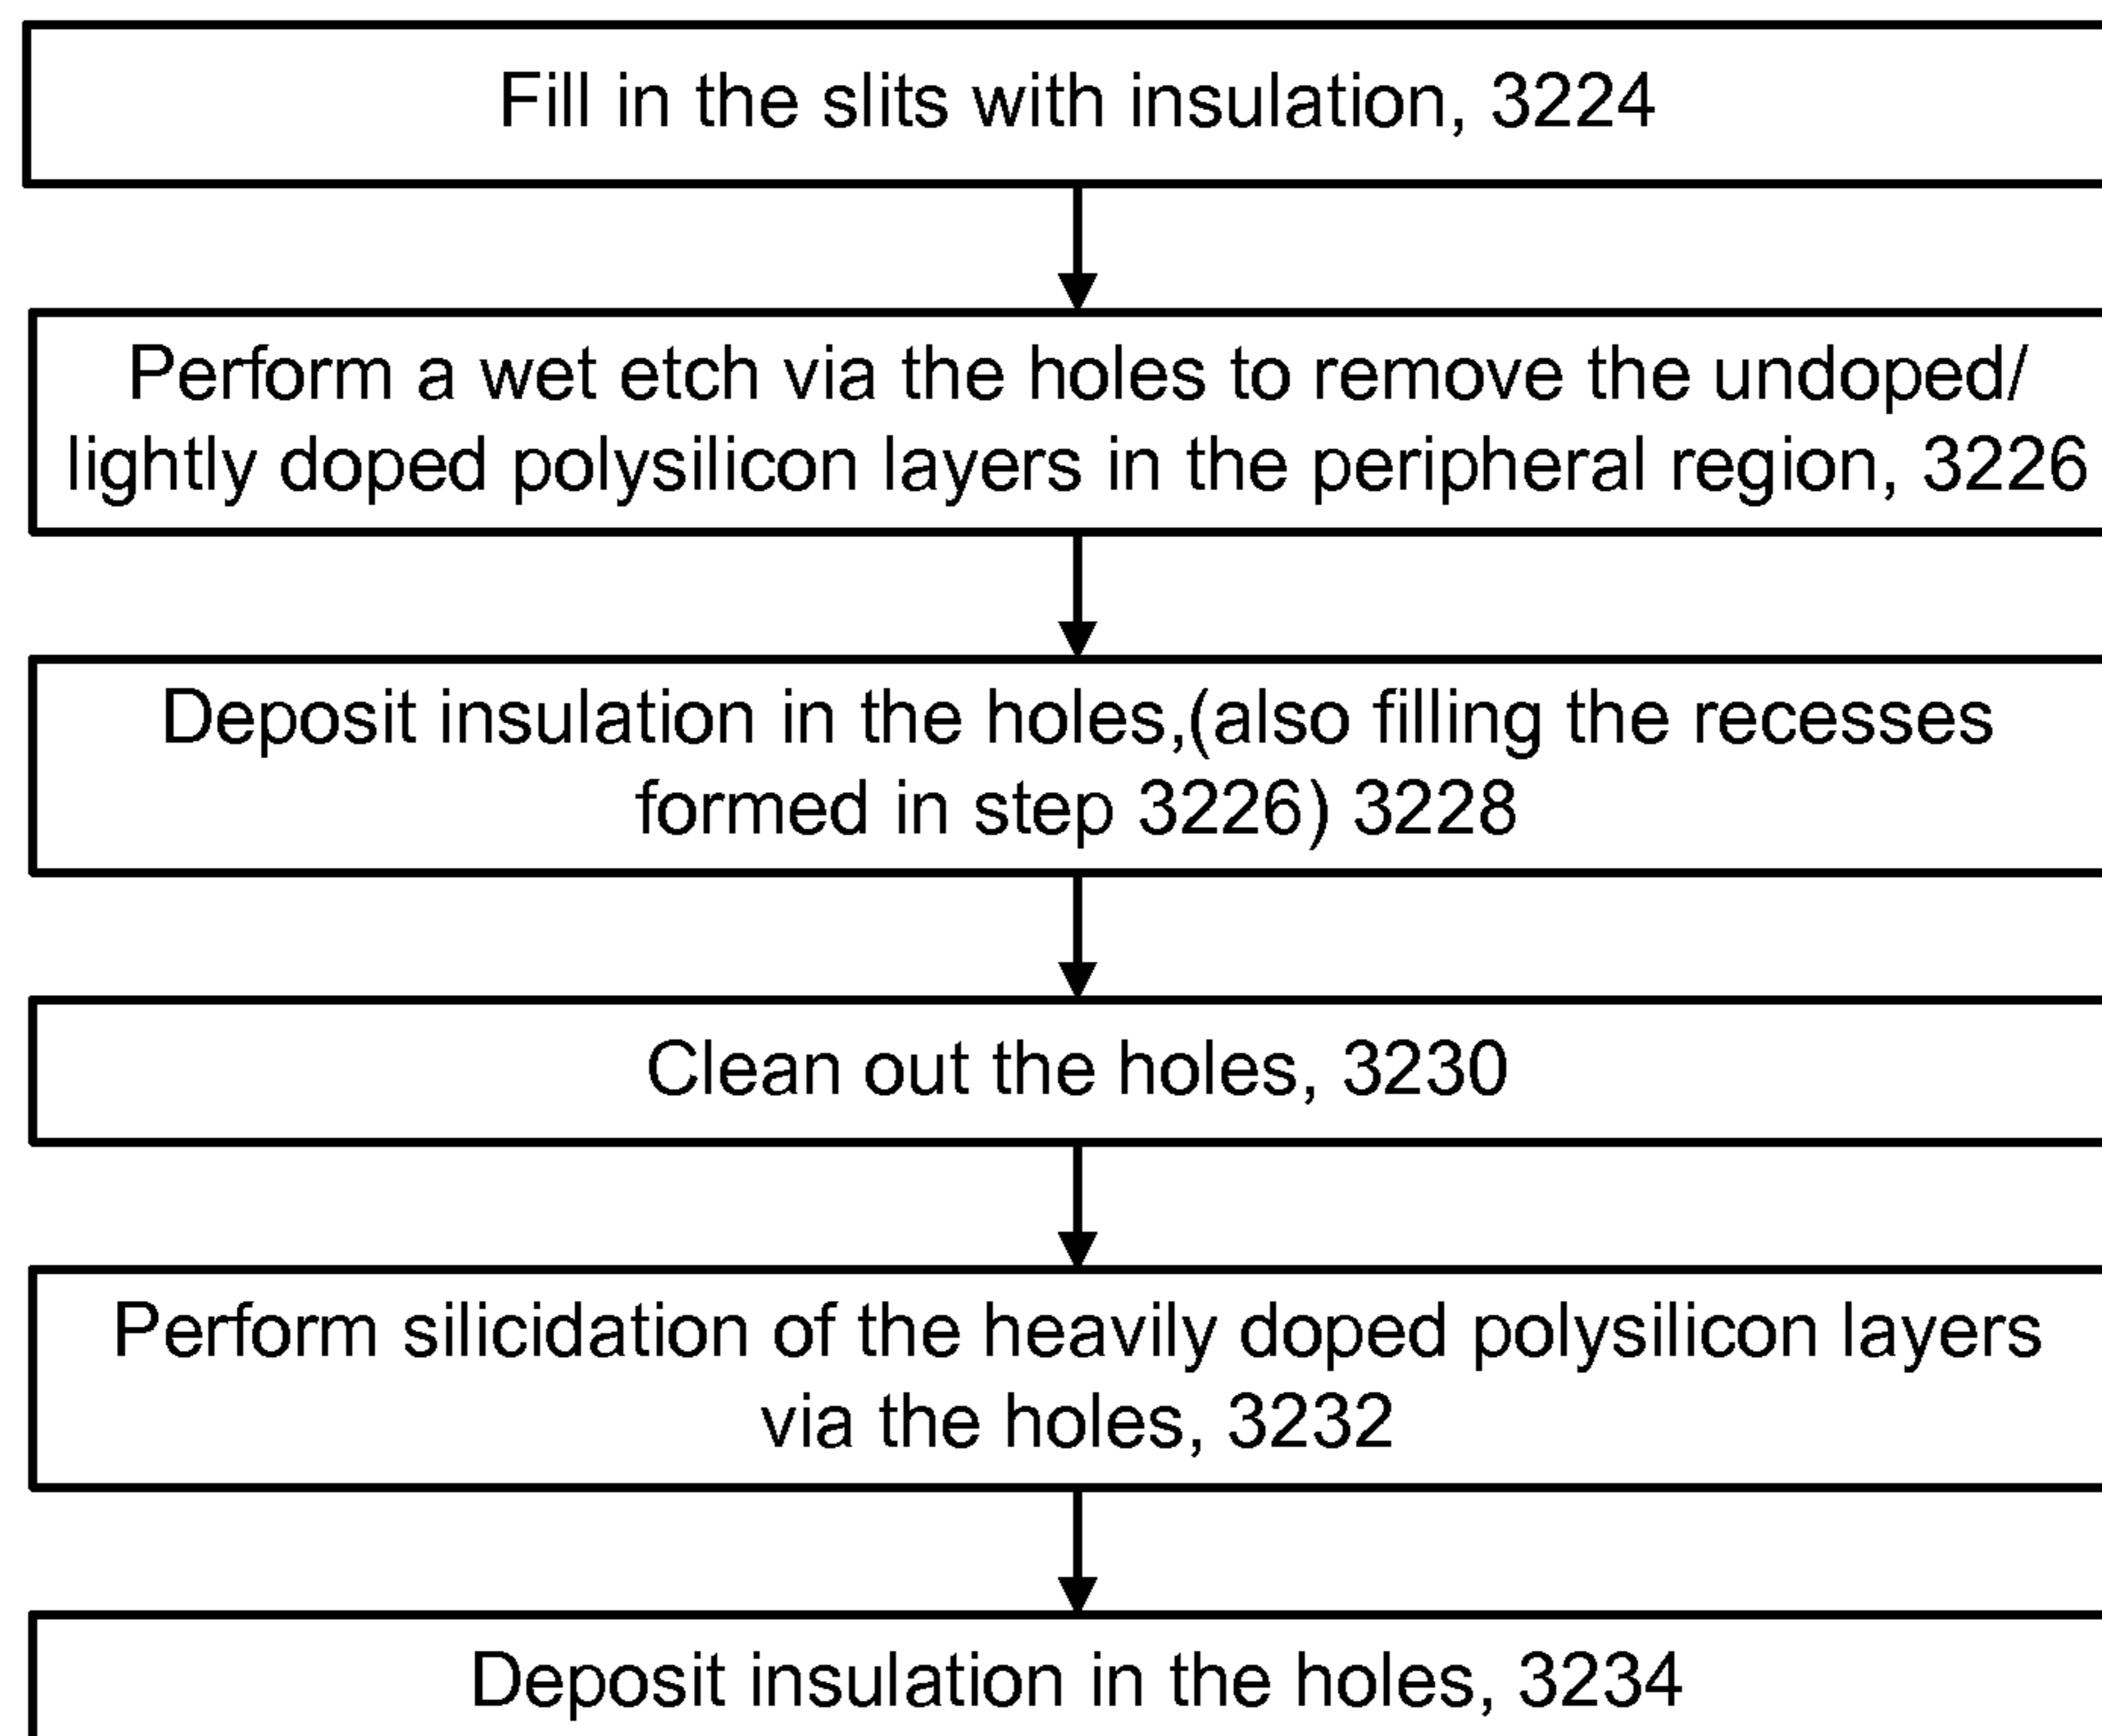 Fill in the slits with insulation, 3224
Perform a wet etch via the holes to remove the undoped/
lightly doped polysilicon layers in the peripheral region, 3226
Deposit insulation in the holes,(also filling the recesses
formed in step 3226) 3228
Clean out the holes, 3230
Perform silicidation of the heavily doped polysilicon layers
via the holes, 3232
Deposit insulation in the holes, 3234